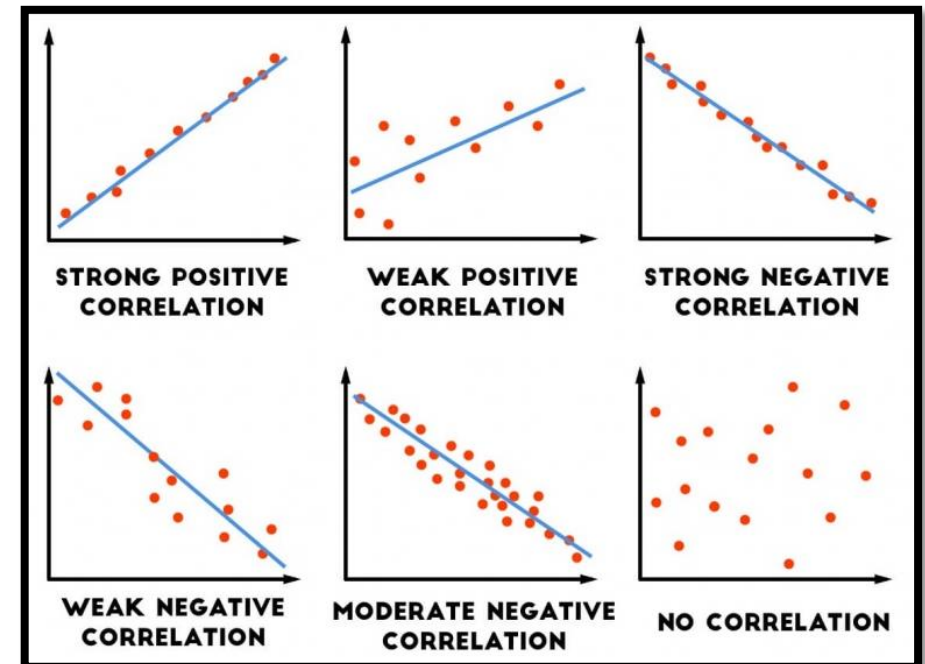 STRONG POSITIVE
CORRELATION
WEAK POSITIVE
CORRELATION
STRONG NEGATIVE
CORRELATION
WEAK NEGATIVE
CORRELATION
MODERATE NEGATIVE
CORRELATION
NO CORRELATION